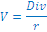 V = Div/r